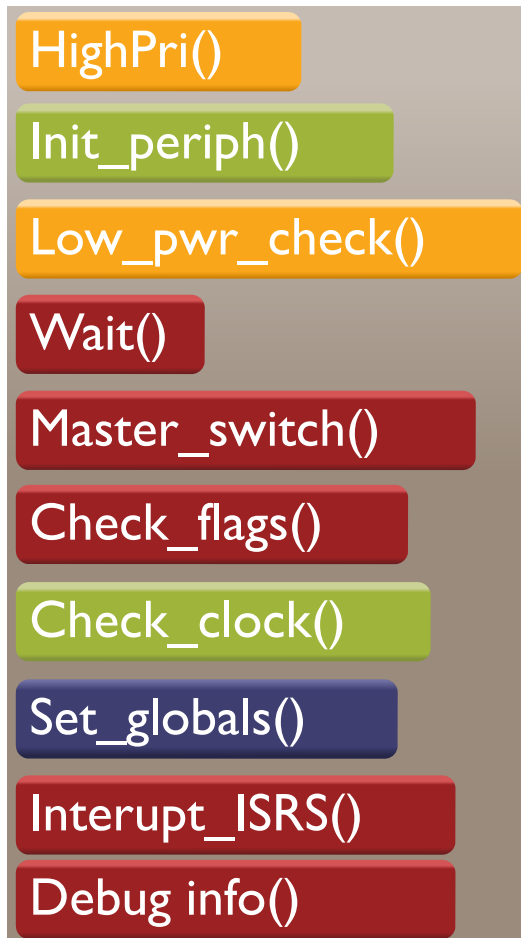 HighPri()
Init_periph()
Low_pwr_check()
Wait()
Master_switch()
Check_flags()
Check_clock()
Set_globals()
Interupt_ISRS()
Debug info()